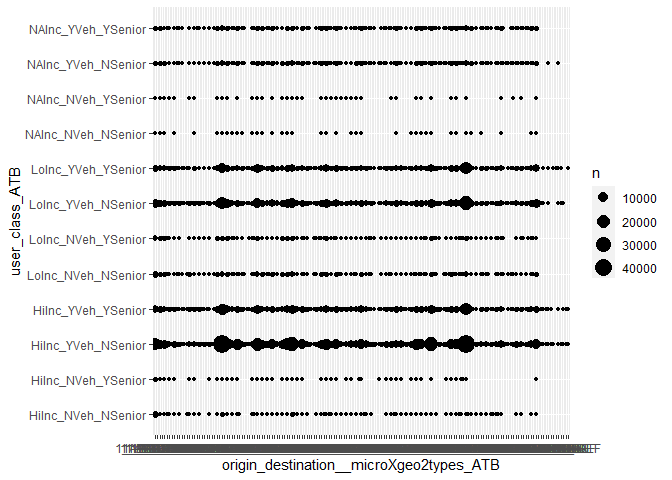 NAInc_YVeh_YSenior
NAInc_YVeh_NSenior
NAInc_NVeh_YSenior
NAInc_NVeh_NSenior
LoInc_YVeh_YSenior
LoInc_YVeh_NSenior
LoInc_NVeh_YSenior
LoInc_NVeh_NSenior
HiInc_YVeh_YSenior
HiInc_YVeh_NSenior
HiInc_NVeh_YSenior
HiInc_NVeh_NSenior
user_class_ATB
origin_destination__microXgeo2types_ATB
n
10000
20000
30000
40000